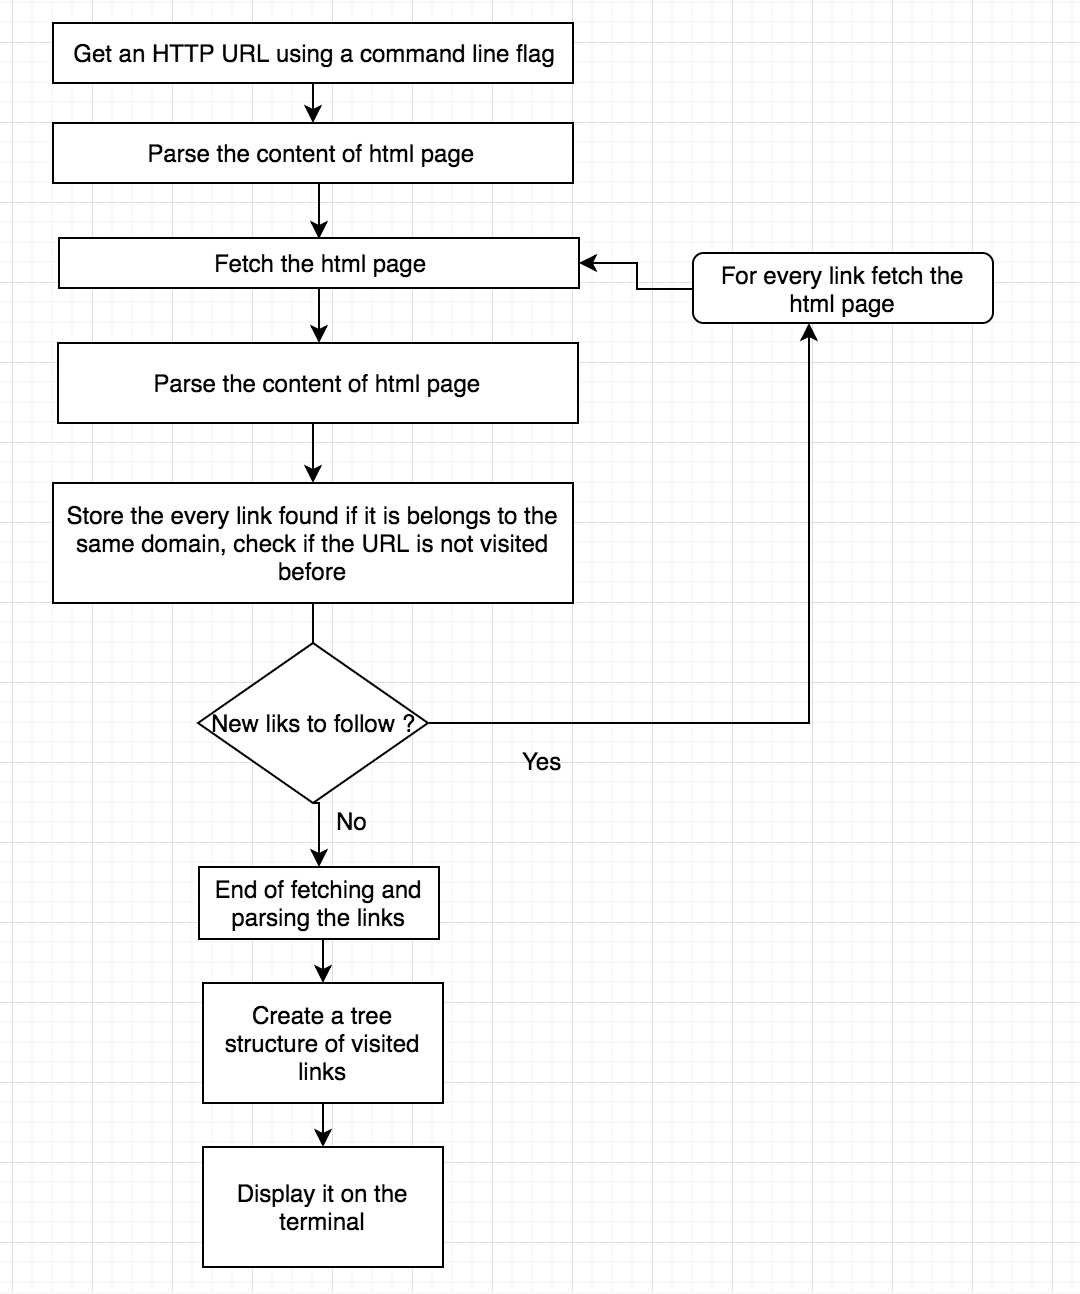 Get an HTTP URL using a command line flag
Parse the content of html page
Fetch the html page
For every link fetch the
html page
Parse the content of html page
Store the every link found if it is belongs to the
same domain, check if the URL is not visited
before
New liks to follow ?
Yes
No
End of fetching and
parsing the links
Create a tree
structure of visited
links
Display it on the
terminal